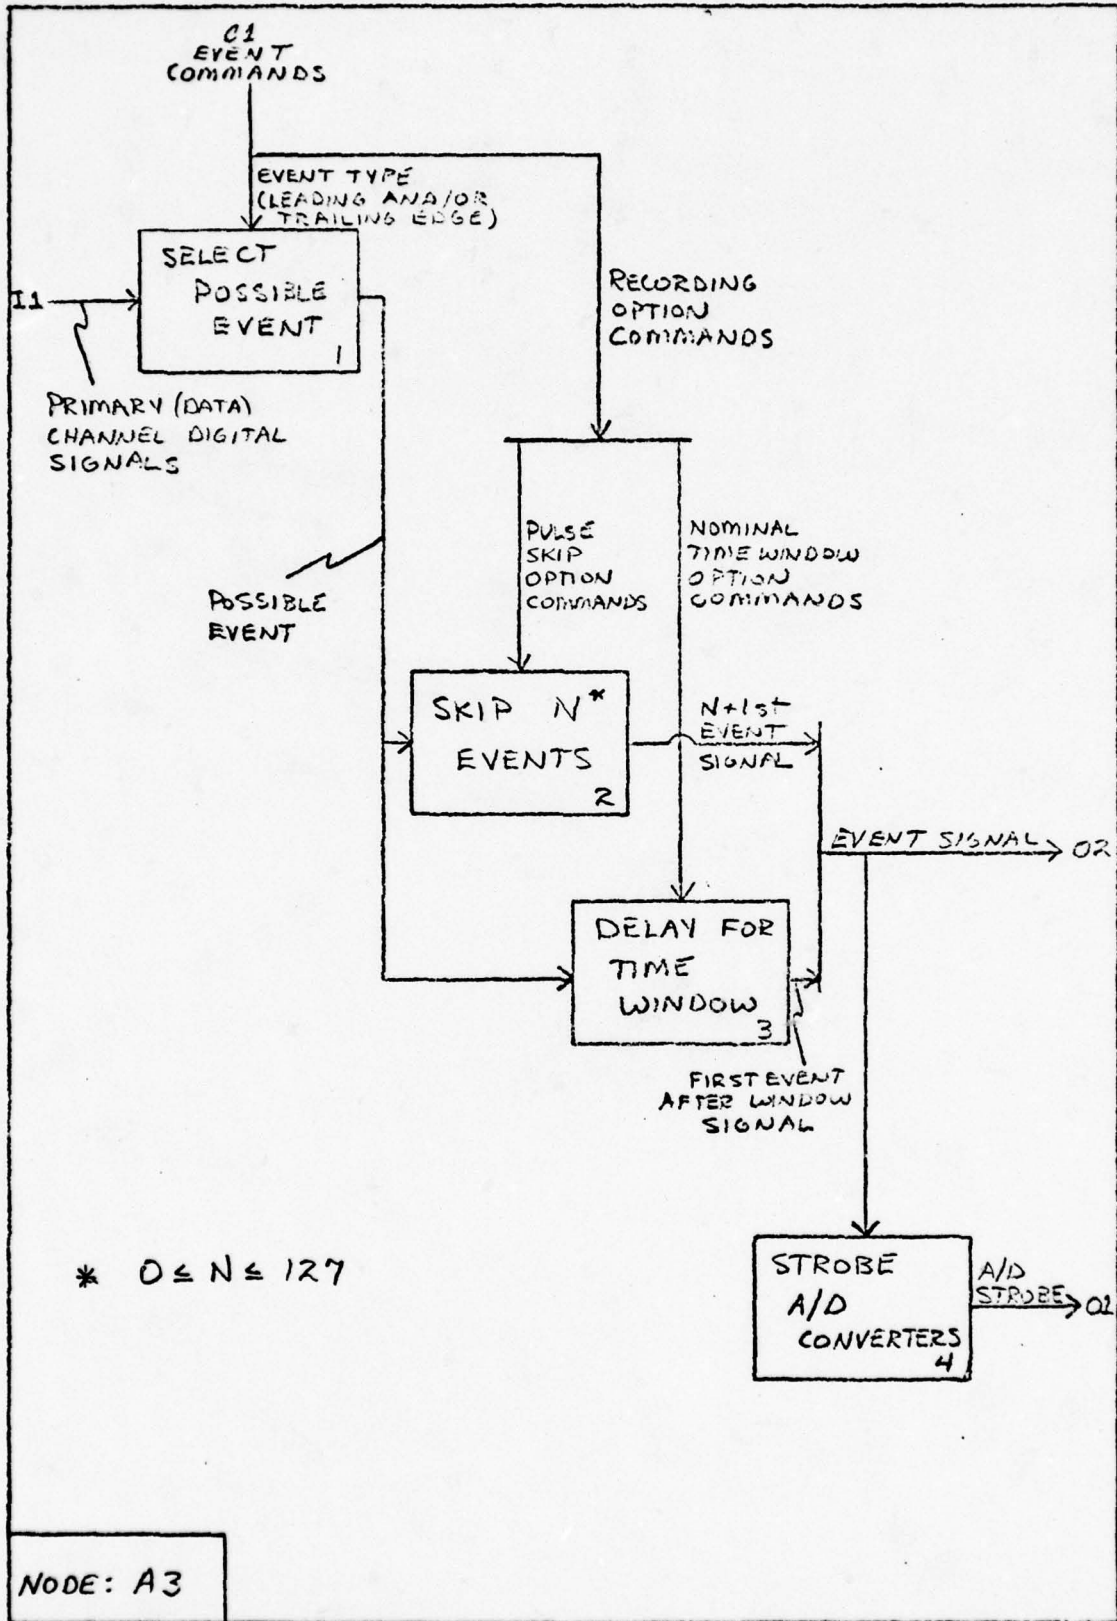 C1
EVENT
COMMANDS
EVENT TYPE
(LEADING ANA/OR
TRAILING EDGE)
SELECT
POSSIBLE
EVENT
1
I1
PRIMARY (DATA)
CHANNEL DIGITAL
SIGNALS
RECORDING
OPTION
COMMANDS
PULSE
SKIP
OPTION
COMMANDS
NOMINAL
TIME WINDOW
OPTION
COMMANDS
POSSIBLE
EVENT
SKIP N*
EVENTS
2
N+1st
EVENT
SIGNAL
EVENT SIGNAL
O2
DELAY FOR
TIME
WINDOW
3
FIRST EVENT
AFTER WINDOW
SIGNAL
* 0 ≤ N ≤ 127
STROBE
A/D
CONVERTERS
4
A/D
STROBE
O1
NODE: A3